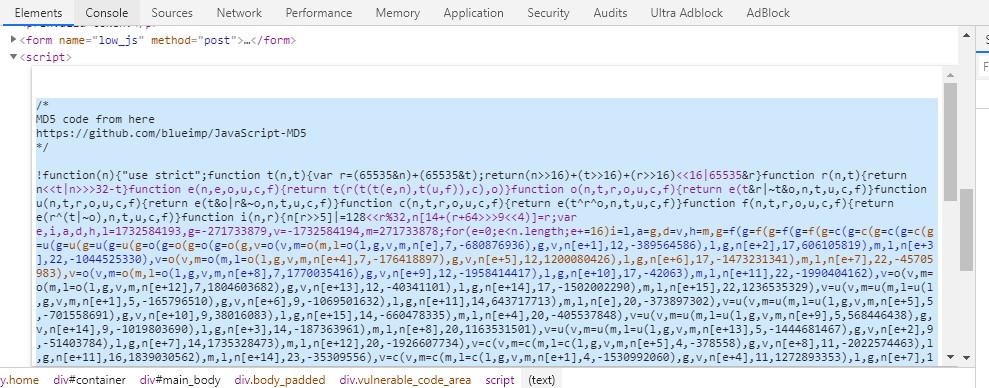 Elements Console Sources Network Performance Memory Application Security Audits Ultra Adblock AdBlock
<form name="low_js" method="post">…</form>
<script>
/*
MD5 code from here
https://github.com/blueimp/JavaScript-MD5
*/
!function(n){"use strict";function t(n,t){var r=(65535&n)+(65535&t);return(n>>16)+(t>>16)+(r>>16)<<16|65535&r}function r(n,t){return
n<<t|n>>>32-t}function e(n,e,o,u,c,f){return t(r(t(t(e,n),t(u,f)),c),o)}function o(n,t,r,o,u,c,f){return e(t&r|~t&o,n,t,u,c,f)}function
u(n,t,r,o,u,c,f){return e(t&o|r&~o,n,t,u,c,f)}function c(n,t,r,o,u,c,f){return e(t^r^o,n,t,u,c,f)}function f(n,t,r,o,u,c,f){return
e(r^(t|~o),n,t,u,c,f)}function i(n,r){n[r>>5]|=128<<r%32,n[14+(r+64>>>9<<4)]=r;var
e,i,a,d,h,l=1732584193,g=-271733879,v=-1732584194,m=271733878;for(e=0;e<n.length;e+=16)i=l,a=g,d=v,h=m,g=f(g=f(g=f(g=f(g=c(g=c(g=c(g=c(g=
u(g=u(g=u(g=u(g=o(g=o(g=o(g=o(g,v=o(v,m=o(m,l=o(l,g,v,m,n[e],7,-680876936),g,v,n[e+1],12,-389564586),l,g,n[e+2],17,606105819),m,l,n[e+3
],22,-1044525330),v=o(v,m=o(m,l=o(l,g,v,m,n[e+4],7,-176418897),g,v,n[e+5],12,1200080426),l,g,n[e+6],17,-1473231341),m,l,n[e+7],22,-45705
983),v=o(v,m=o(m,l=o(l,g,v,m,n[e+8],7,1770035416),g,v,n[e+9],12,-1958414417),l,g,n[e+10],17,-42063),m,l,n[e+11],22,-1990404162),v=o(v,m=
o(m,l=o(l,g,v,m,n[e+12],7,1804603682),g,v,n[e+13],12,-40341101),l,g,n[e+14],17,-1502002290),m,l,n[e+15],22,1236535329),v=u(v,m=u(m,l=u(l
,g,v,m,n[e+1],5,-165796510),g,v,n[e+6],9,-1069501632),l,g,n[e+11],14,643717713),m,l,n[e],20,-373897302),v=u(v,m=u(m,l=u(l,g,v,m,n[e+5],5
,-701558691),g,v,n[e+10],9,38016083),l,g,n[e+15],14,-660478335),m,l,n[e+4],20,-405537848),v=u(v,m=u(m,l=u(l,g,v,m,n[e+9],5,568446438),g,
v,n[e+14],9,-1019803690),l,g,n[e+3],14,-187363961),m,l,n[e+8],20,1163531501),v=u(v,m=u(m,l=u(l,g,v,m,n[e+13],5,-1444681467),g,v,n[e+2],9
,-51403784),l,g,n[e+7],14,1735328473),m,l,n[e+12],20,-1926607734),v=c(v,m=c(m,l=c(l,g,v,m,n[e+5],4,-378558),g,v,n[e+8],11,-2022574463),l
,g,n[e+11],16,1839030562),m,l,n[e+14],23,-35309556),v=c(v,m=c(m,l=c(l,g,v,m,n[e+1],4,-1530992060),g,v,n[e+4],11,1272893353),l,g,n[e+7],1
y.home div#container div#main_body div.body_padded div.vulnerable_code_area script (text)